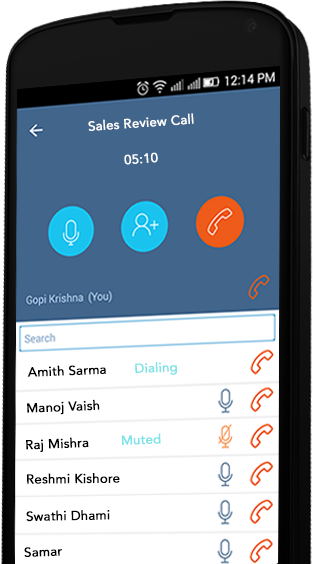 12:14 PM
Sales Review Call
05:10
Gopi Krishna (You)
Search
Amith Sarma Dialing
Manoj Vaish
Raj Mishra Muted
Reshmi Kishore
Swathi Dhami
Samar